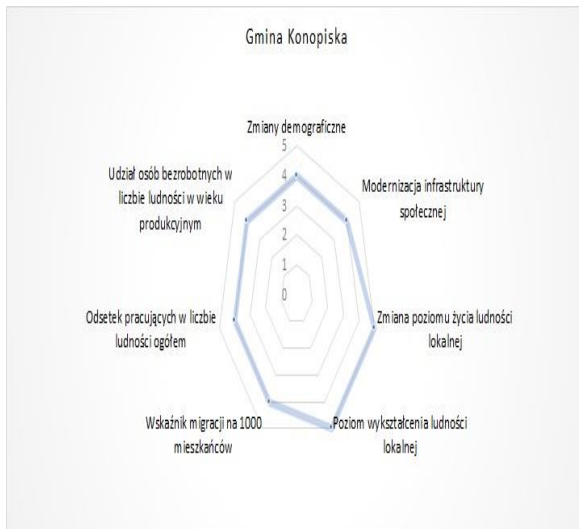 Gmina Konopiska
Zmiany demograficzne
5
4
3
2
1
0
Modernizacja infrastruktury
społecznej
Zmiana poziomu życia ludności
lokalnej
Poziom wykształcenia ludności
lokalnej
Wskaźnik migracji na 1000
mieszkańców
Odsetek pracujących w liczbie
ludności ogółem
Udział osób bezrobotnych w
liczbie ludności w wieku
produkcyjnym